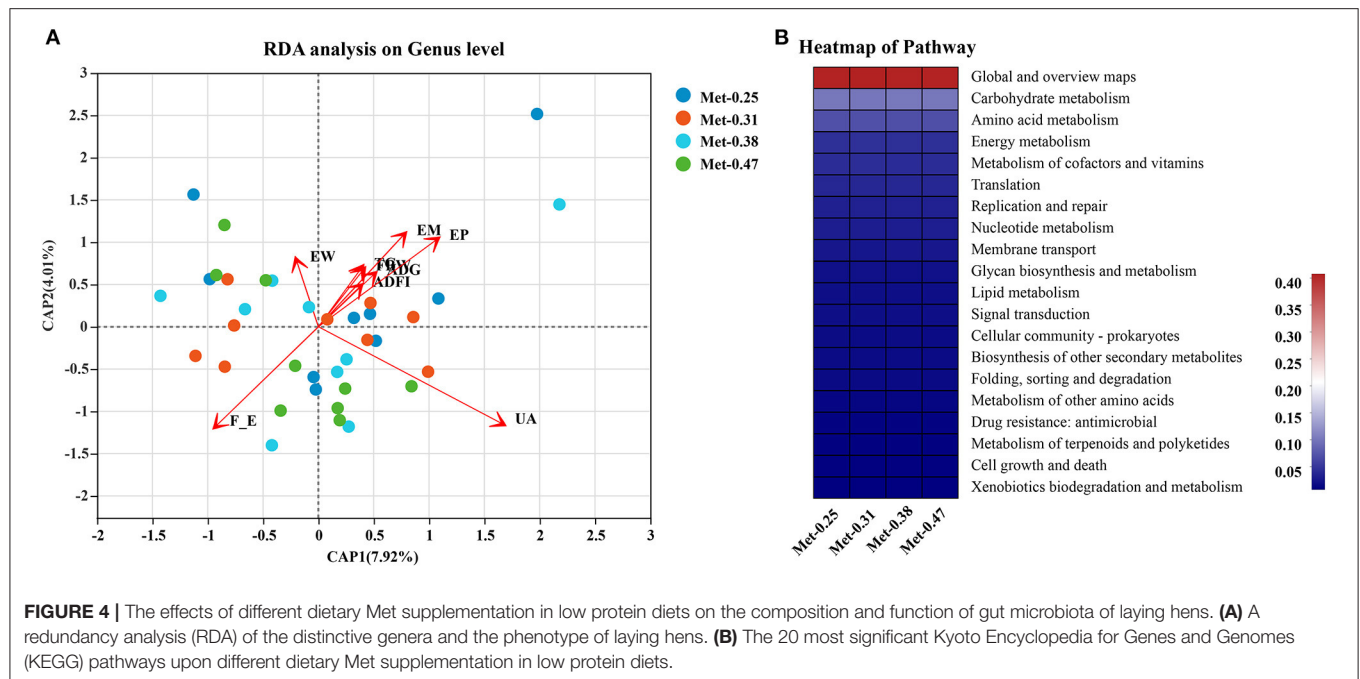 A
RDA analysis on Genus level
CAP2(4.01%)
2.5
2
1.5
1
0.5
0
-0.5
-1
-1.5
-2
-2
-1.5
-1
-0.5
0
0.5
1
1.5
2
2.5
3
CAP1(7.92%)
EW
EM
EP
TG
ADG
ADFI
F_E
UA
Met-0.25
Met-0.31
Met-0.38
Met-0.47
B
Heatmap of Pathway
Global and overview maps
Carbohydrate metabolism
Amino acid metabolism
Energy metabolism
Metabolism of cofactors and vitamins
Translation
Replication and repair
Nucleotide metabolism
Membrane transport
Glycan biosynthesis and metabolism
Lipid metabolism
Signal transduction
Cellular community - prokaryotes
Biosynthesis of other secondary metabolites
Folding, sorting and degradation
Metabolism of other amino acids
Drug resistance: antimicrobial
Metabolism of terpenoids and polyketides
Cell growth and death
Xenobiotics biodegradation and metabolism
Met-0.25
Met-0.31
Met-0.38
Met-0.47
0.40
0.30
0.20
0.10
0.05
FIGURE 4 | The effects of different dietary Met supplementation in low protein diets on the composition and function of gut microbiota of laying hens. (A) A
redundancy analysis (RDA) of the distinctive genera and the phenotype of laying hens. (B) The 20 most significant Kyoto Encyclopedia for Genes and Genomes
(KEGG) pathways upon different dietary Met supplementation in low protein diets.